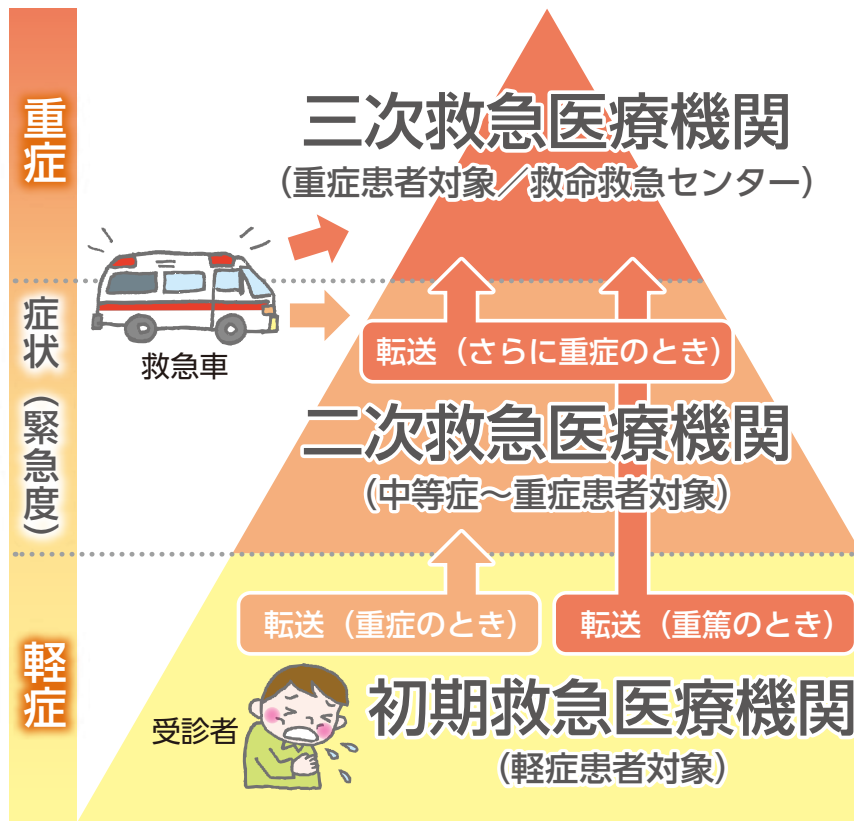 重症
三次救急医療機関
（重症患者対象／救命救急センター）
救急車
症状（緊急度）
転送（さらに重症のとき）
二次救急医療機関
（中等症～重症患者対象）
転送（重症のとき）
転送（重篤のとき）
軽症
受診者
初期救急医療機関
（軽症患者対象）